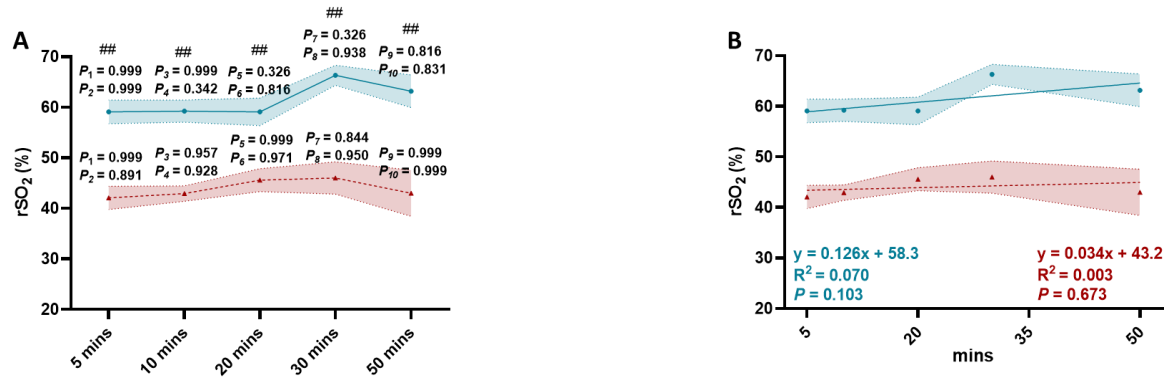 A
##
##
##
##
##
P7 = 0.326
P8 = 0.938
P9 = 0.816
P10 = 0.831
P1 = 0.999
P2 = 0.999
P3 = 0.999
P4 = 0.342
P5 = 0.326
P6 = 0.816
P1 = 0.999
P2 = 0.891
P3 = 0.957
P4 = 0.928
P5 = 0.999
P6 = 0.971
P7 = 0.844
P8 = 0.950
P9 = 0.999
P10 = 0.999
rSO2 (%)
70
60
50
40
30
20
5 mins
10 mins
20 mins
30 mins
50 mins
B
rSO2 (%)
70
60
50
40
30
20
y = 0.126x + 58.3
R2 = 0.070
P = 0.103
y = 0.034x + 43.2
R2 = 0.003
P = 0.673
5
20
35
50
mins